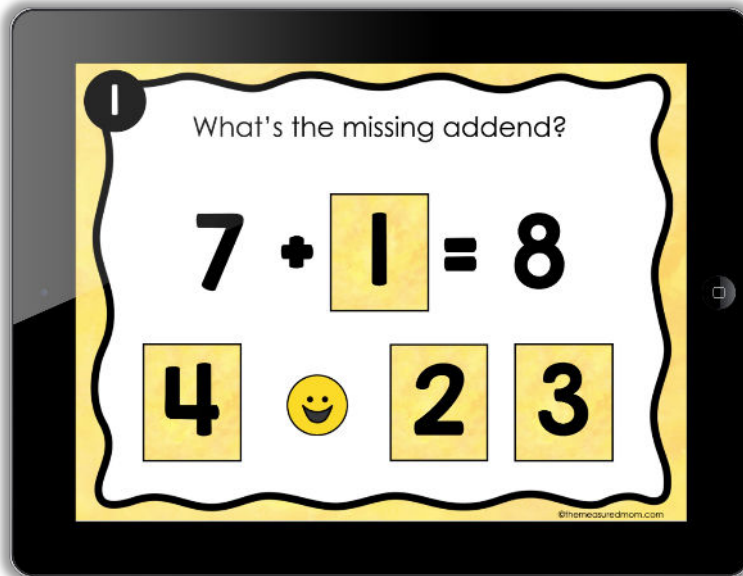 1
What's the missing addend?
7 + 1 = 8
4 2 3
©themeasuredmom.com